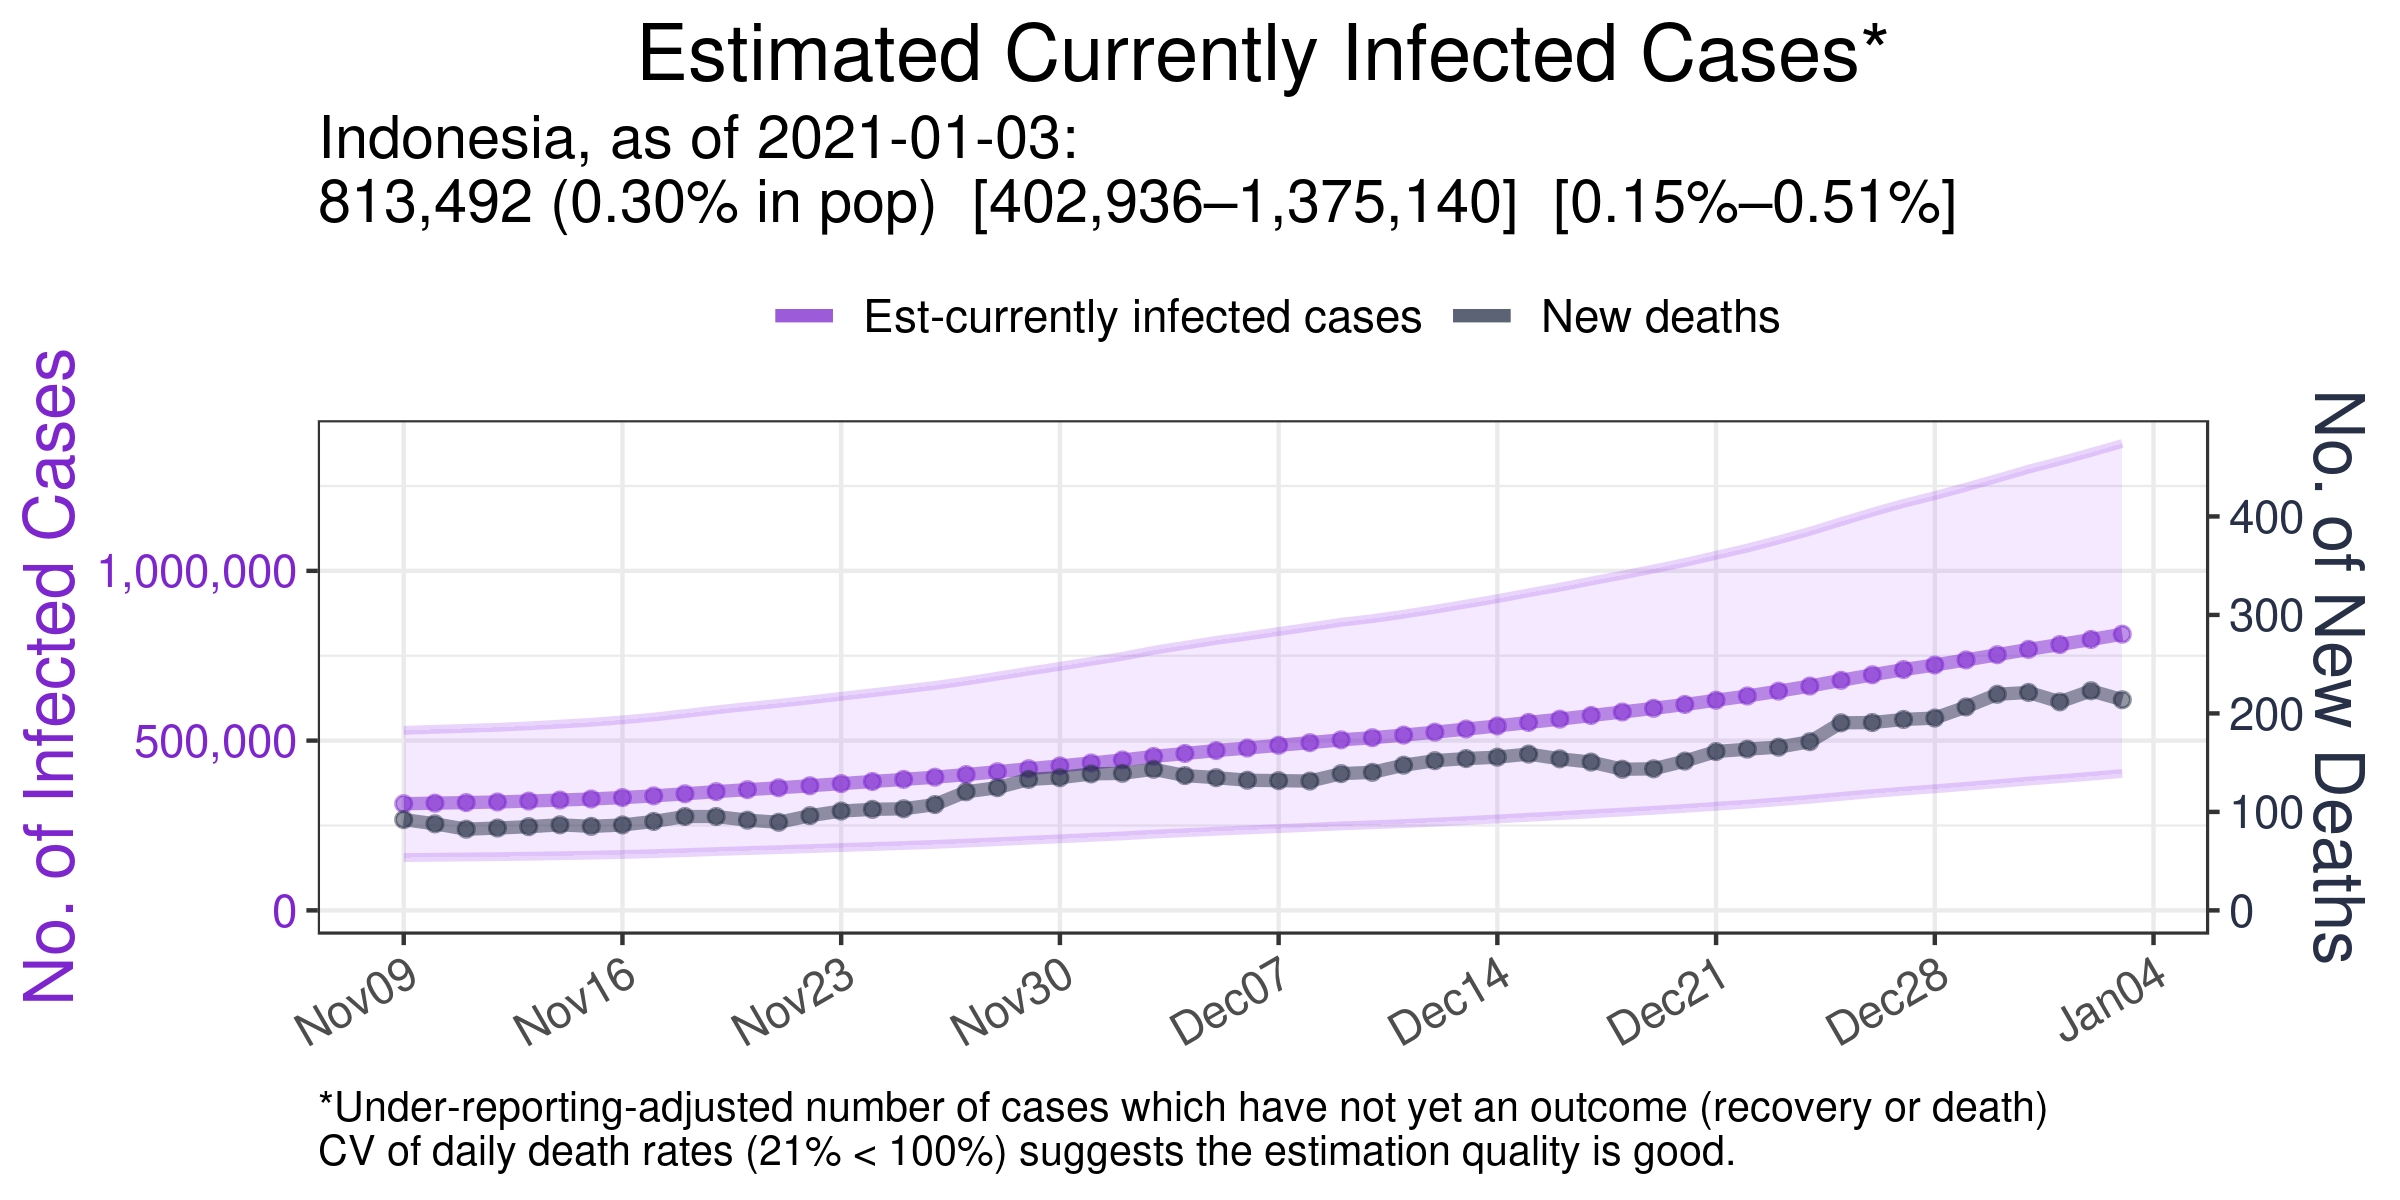 Estimated Currently Infected Cases*
Indonesia, as of 2021-01-03:
813,492 (0.30% in pop)  [402,936–1,375,140]  [0.15%–0.51%]
Est-currently infected cases
New deaths
No. of Infected Cases
1,000,000
500,000
0
No. of New Deaths
400
300
200
100
0
Nov09
Nov16
Nov23
Nov30
Dec07
Dec14
Dec21
Dec28
Jan04
*Under-reporting-adjusted number of cases which have not yet an outcome (recovery or death)
CV of daily death rates (21% < 100%) suggests the estimation quality is good.